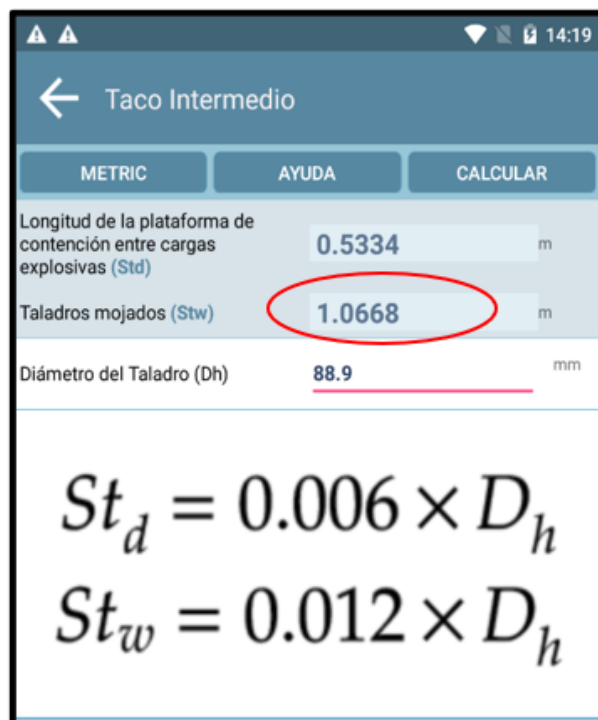 14:19
Taco Intermedio
METRIC AYUDA CALCULAR
Longitud de la plataforma de
contención entre cargas
explosivas (Std)
0.5334 m
Taladros mojados (Stw) 1.0668 m
Diámetro del Taladro (Dh) 88.9 mm
St_d = 0.006 × D_h
St_w = 0.012 × D_h